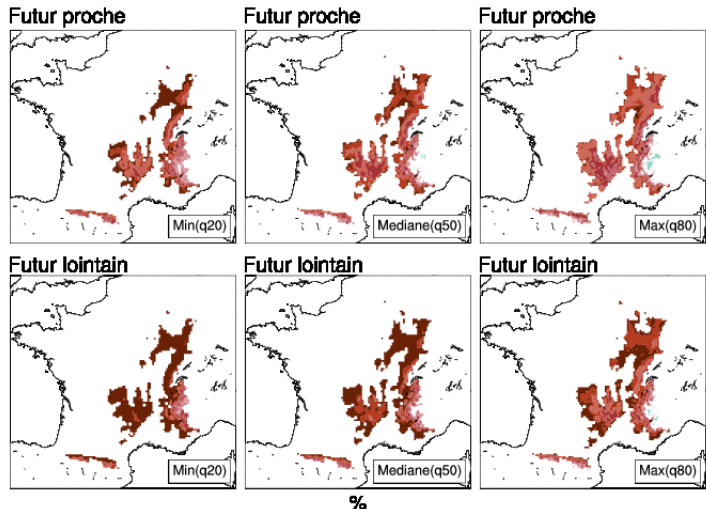 Futur proche
Futur proche
Futur proche
Min(q20)
Mediane(q50)
Max(q80)
Futur lointain
Futur lointain
Futur lointain
Min(q20)
Mediane(q50)
Max(q80)
%